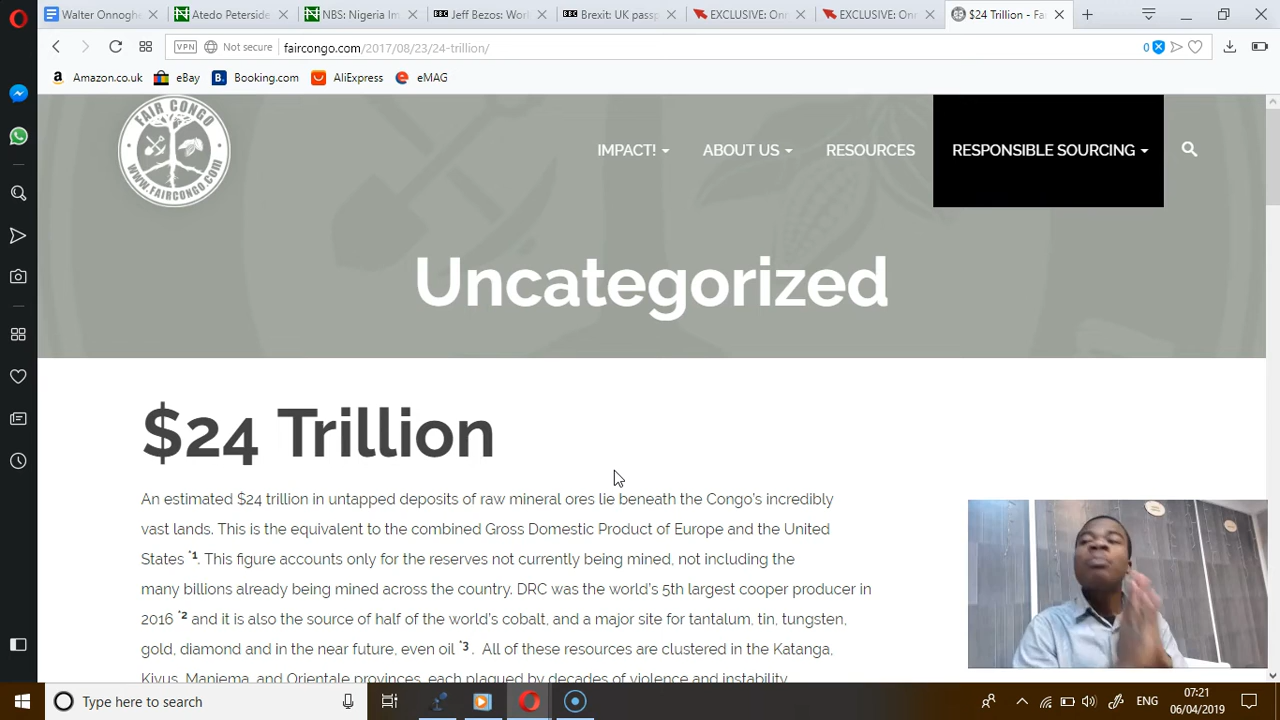 Walter Onnogh
Atedo Peterside
NBS: Nigeria Im
BBC Jeff Bezos: Worl
BBC Brexit: UK passp
EXCLUSIVE: Onn
EXCLUSIVE: Onn
$24 Trillion - Fa
VPN Not secure faircongo.com/2017/08/23/24-trillion/ 0
Amazon.co.uk eBay Booking.com AliExpress eMAG
FAIR CONGO
WWW.FAIRCONGO.COM
IMPACT! ABOUT US RESOURCES RESPONSIBLE SOURCING
Uncategorized
$24 Trillion
An estimated $24 trillion in untapped deposits of raw mineral ores lie beneath the Congo's incredibly
vast lands. This is the equivalent to the combined Gross Domestic Product of Europe and the United
States *1. This figure accounts only for the reserves not currently being mined, not including the
many billions already being mined across the country. DRC was the world's 5th largest cooper producer in
2016 *2 and it is also the source of half of the world's cobalt, and a major site for tantalum, tin, tungsten,
gold, diamond and in the near future, even oil *3. All of these resources are clustered in the Katanga,
Kivus, Maniema, and Orientale provinces, each plagued by decades of violence and instability.
Type here to search
ENG
07:21
06/04/2019